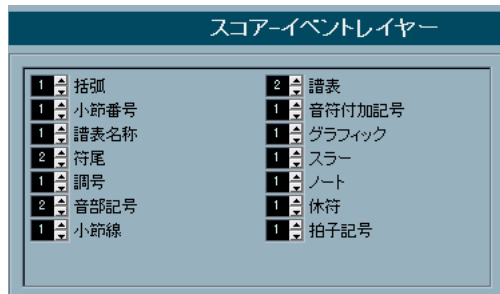 スコア-イベントレイヤー
1 括弧
1 小節番号
1 譜表名称
2 符尾
1 調号
2 音部記号
1 小節線
2 譜表
1 音符付加記号
1 グラフィック
1 スラー
1 ノート
1 休符
1 拍子記号